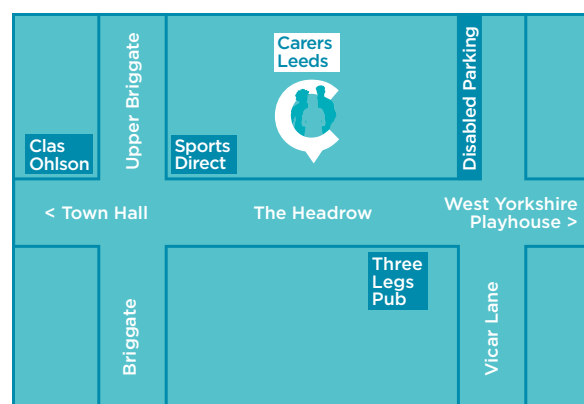 Carers
Leeds
Upper Briggate
Disabled Parking
Clas
Ohlson
Sports
Direct
< Town Hall
The Headrow
West Yorkshire
Playhouse >
Three
Legs
Pub
Briggate
Vicar Lane